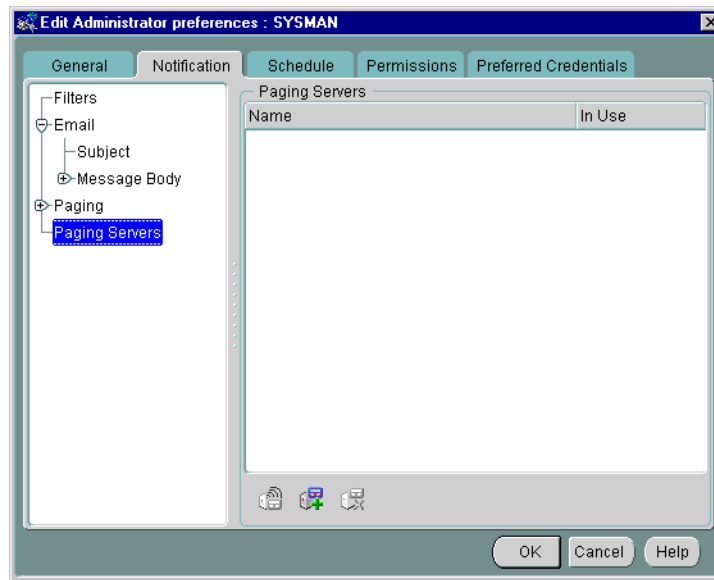 Edit Administrator preferences : SYSMAN
General Notification Schedule Permissions Preferred Credentials
Filters
Email
Subject
Message Body
Paging
Paging Servers
Paging Servers
Name In Use
OK Cancel Help